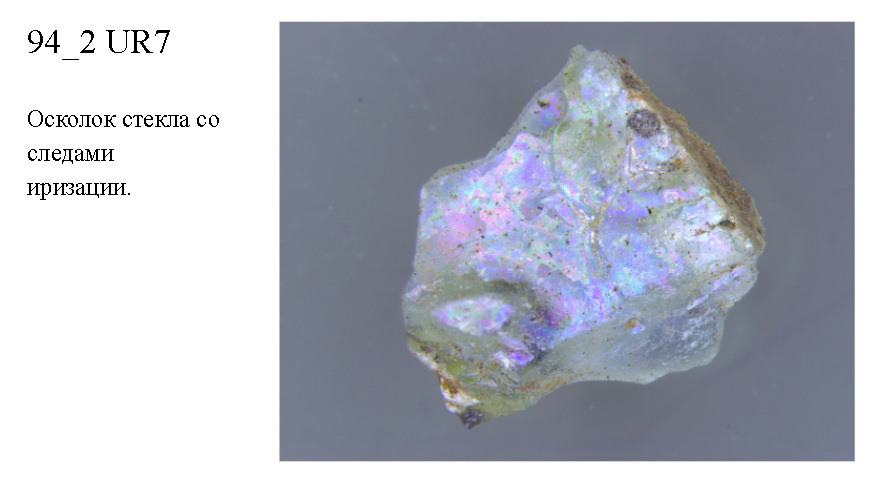 94_2 UR7
Осколок стекла со
следами
иризации.